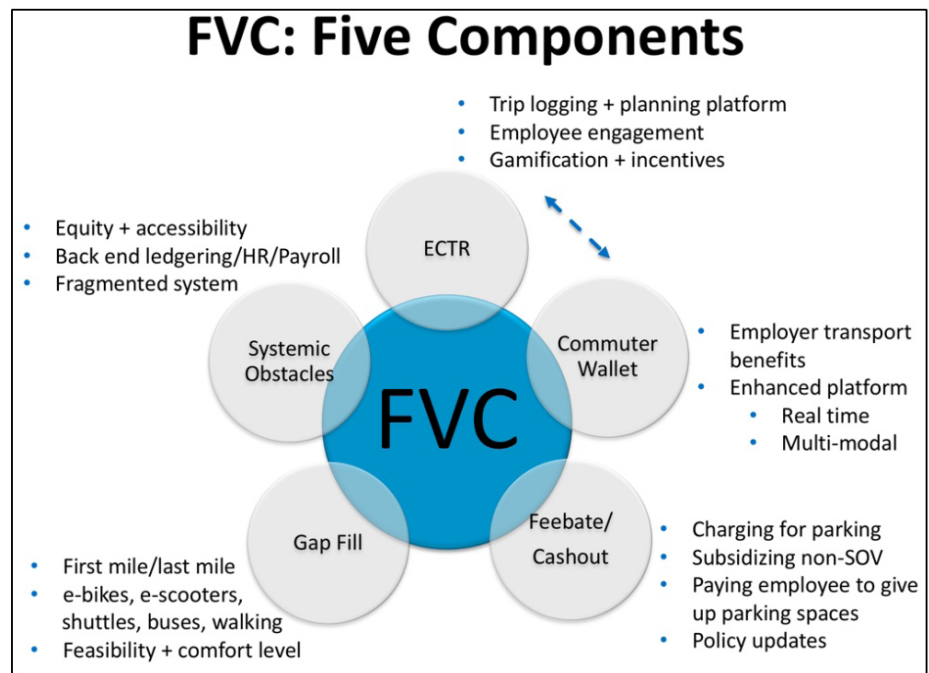 FVC: Five Components
• Trip logging + planning platform
• Employee engagement
• Gamification + incentives
ECTR
• Equity + accessibility
• Back end ledgering/HR/Payroll
• Fragmented system
Systemic
Obstacles
Commuter
Wallet
• Employer transport
benefits
• Enhanced platform
• Real time
• Multi-modal
FVC
Gap Fill
• First mile/last mile
• e-bikes, e-scooters,
shuttles, buses, walking
• Feasibility + comfort level
Feebate/
Cashout
• Charging for parking
• Subsidizing non-SOV
• Paying employee to give
up parking spaces
• Policy updates